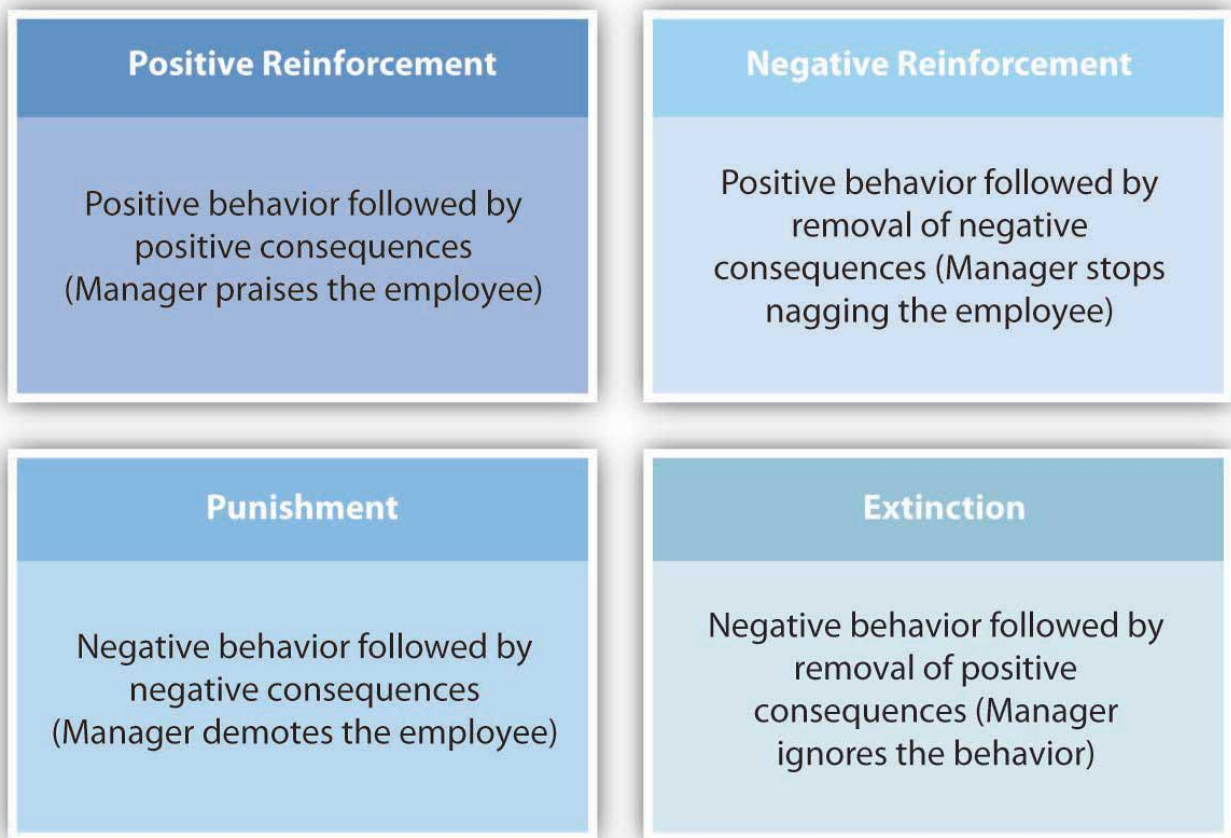 Positive Reinforcement
Positive behavior followed by
positive consequences
(Manager praises the employee)
Negative Reinforcement
Positive behavior followed by
removal of negative
consequences (Manager stops
nagging the employee)
Punishment
Negative behavior followed by
negative consequences
(Manager demotes the employee)
Extinction
Negative behavior followed by
removal of positive
consequences (Manager
ignores the behavior)